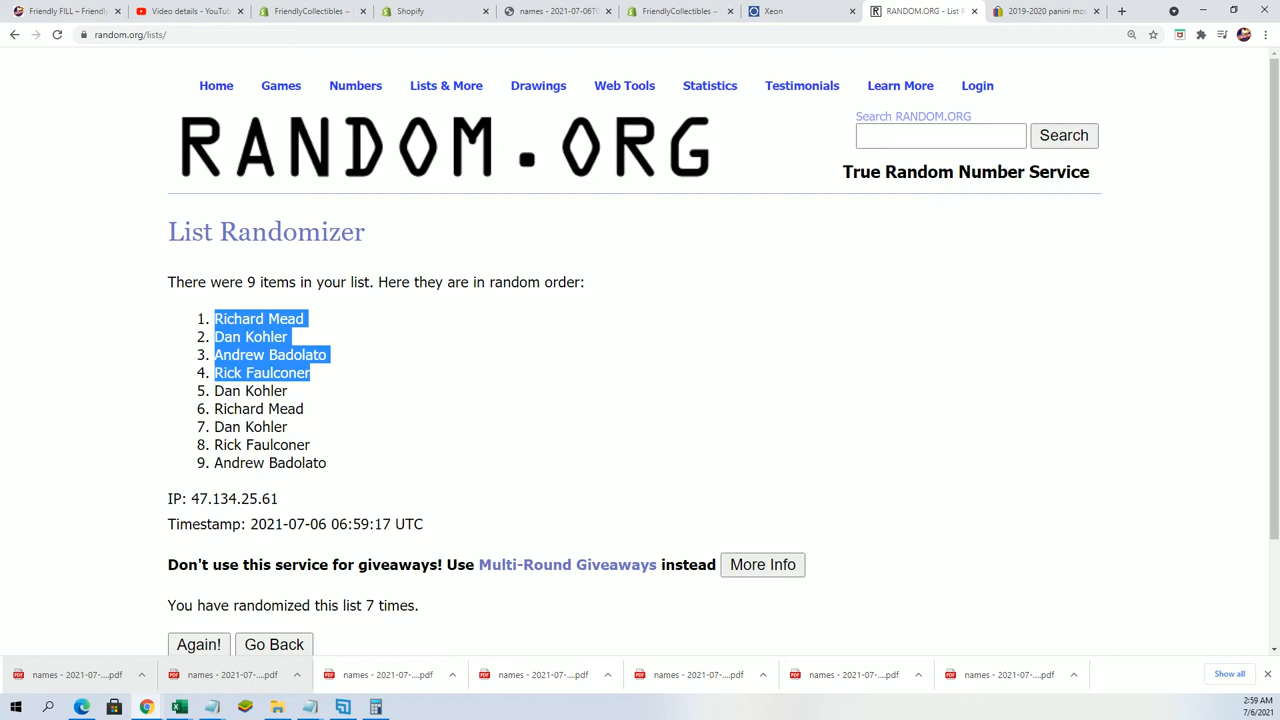 Friendly FILL – Friendly
Video details - YouTube
FriendlyCollectibles –
Shopify
names - 2021-07-06T0
FriendlyCollectibles –
Xeon
RANDOM.ORG - List R
2019-2020 panini mo
random.org/lists/
Home Games Numbers Lists & More Drawings Web Tools Statistics Testimonials Learn More Login
RANDOM.ORG
Search RANDOM.ORG
Search
True Random Number Service
List Randomizer
There were 9 items in your list. Here they are in random order:
1. Richard Mead
2. Dan Kohler
3. Andrew Badolato
4. Rick Faulconer
5. Dan Kohler
6. Richard Mead
7. Dan Kohler
8. Rick Faulconer
9. Andrew Badolato
IP: 47.134.25.61
Timestamp: 2021-07-06 06:59:17 UTC
Don't use this service for giveaways! Use Multi-Round Giveaways instead More Info
You have randomized this list 7 times.
Again! Go Back
names - 2021-07-....pdf
names - 2021-07-....pdf
names - 2021-07-....pdf
names - 2021-07-....pdf
names - 2021-07-....pdf
names - 2021-07-....pdf
names - 2021-07-....pdf
Show all
2:59 AM
7/6/2021